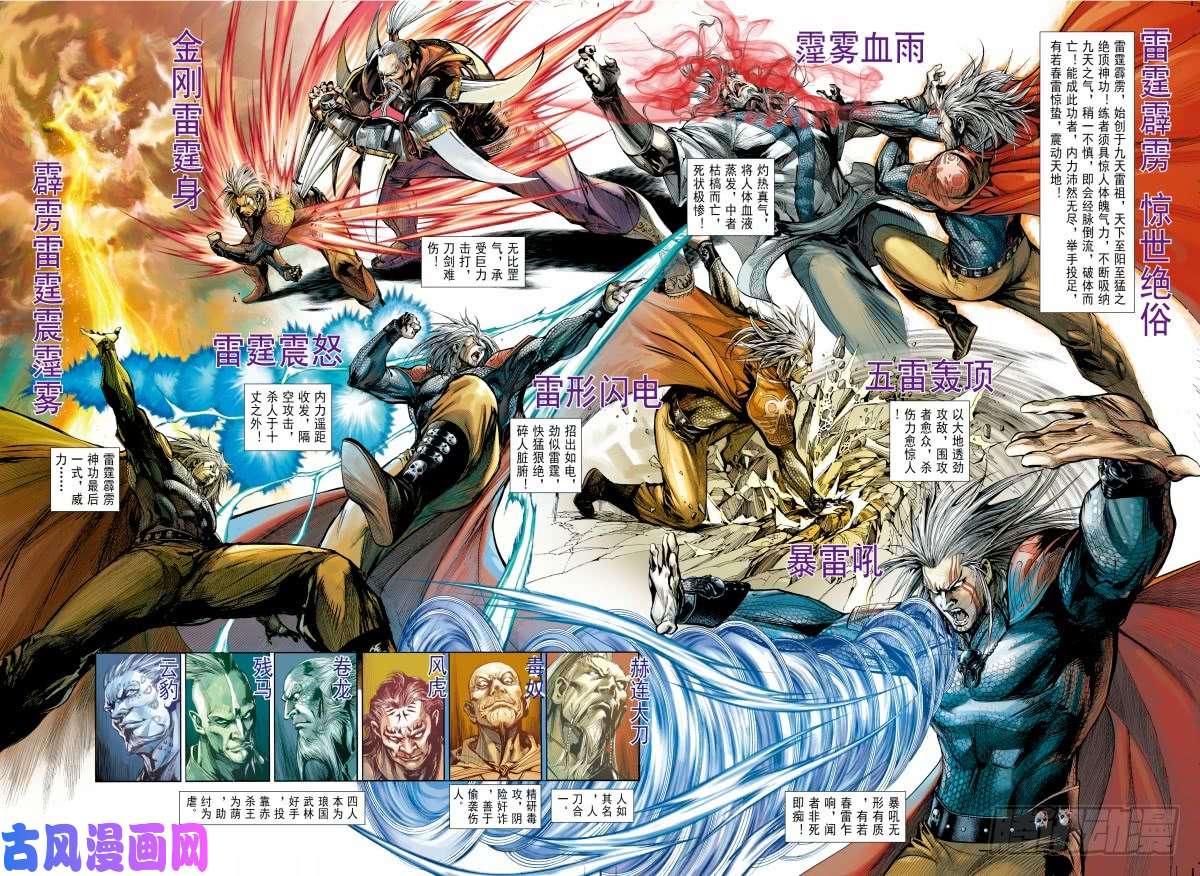 雷霆霹雳 惊世绝俗
雷霆霹雳，始创于九天雷祖，天下至阳至猛之
绝顶神功！练者须具惊人体魄气力，不断吸纳
九天之气，稍一不慎，即会经脉倒流，破体而
亡！能成此功者，内力沛然无尽，举手投足，
有若春雷惊蛰，震动天地！
霪雾血雨
灼热真气，
将人体血液
蒸发，中者
枯槁而亡，
死状极惨！
金刚雷霆身
无比罡
气，承
受巨力
击打，
刀剑难
伤！
五雷轰顶
以大地透劲
攻敌，围攻
者愈众，杀
伤力愈惊人
！
雷形闪电
招出如电，
劲似雷霆，
快猛狠绝，
碎人脏腑！
雷霆震怒
内力遥距
收发，隔
空攻击，
杀人于十
丈之外！
霹雳雷霆震霪雾
雷霆霹雳
神功最后
一式，威
力……
暴雷吼
暴吼无
形有质
，有若
春雷乍
响，闻
者非死
即痴！
赫连大刀
人如
其名
，人
刀合
一
毒奴
精研毒
攻，阴
险奸诈
，善于
偷袭伤
人。
风虎
卷龙
残马
云豹
四人
本为
琅国
武林
好手
，投
靠赤
杀王
，助
纣为
虐。
古风漫画网
腾讯动漫